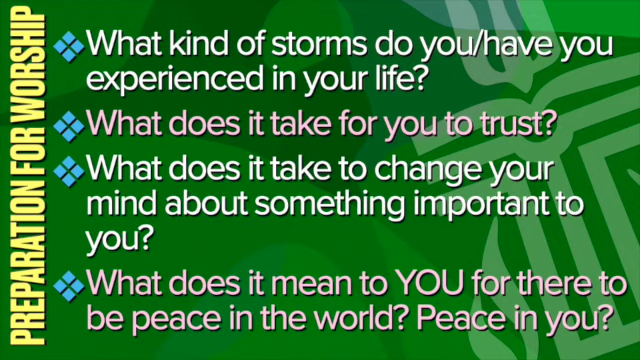 PREPARATION FOR WORSHIP
What kind of storms do you/have you
experienced in your life?
What does it take for you to trust?
What does it take to change your
mind about something important to
you?
What does it mean to YOU for there to
be peace in the world? Peace in you?